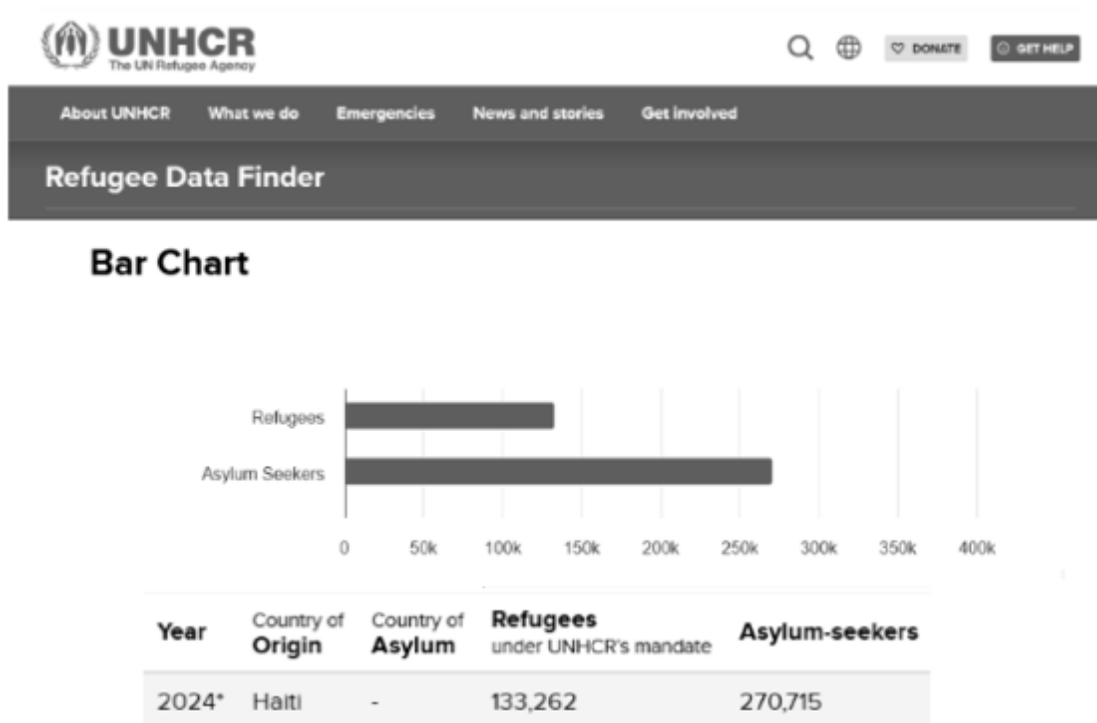 UNHCR
The UN Refugee Agency
DONATE
GET HELP
About UNHCR What we do Emergencies News and stories Get involved
Refugee Data Finder
Bar Chart
Refugees
Asylum Seekers
0 50k 100k 150k 200k 250k 300k 350k 400k
Year Country of Origin Country of Asylum Refugees under UNHCR's mandate Asylum-seekers
2024* Haiti - 133,262 270,715